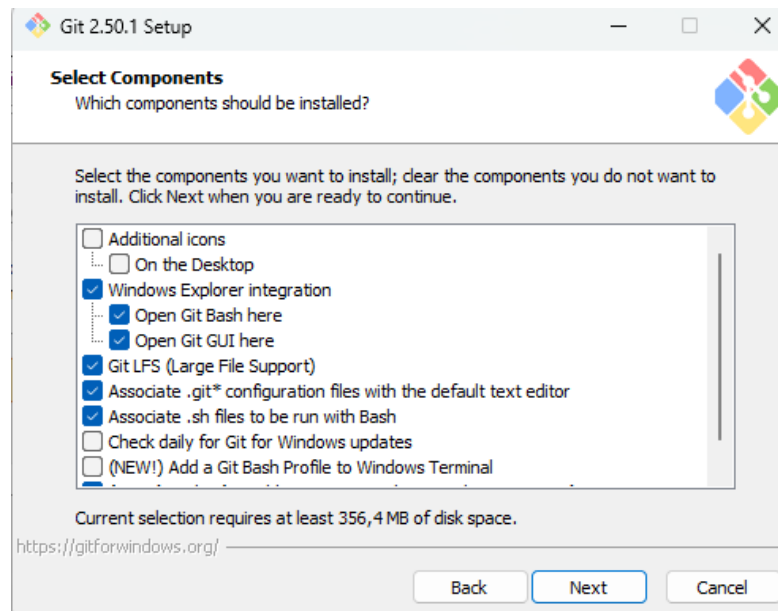 Git 2.50.1 Setup
Select Components
Which components should be installed?
Select the components you want to install; clear the components you do not want to
install. Click Next when you are ready to continue.
Additional icons
On the Desktop
Windows Explorer integration
Open Git Bash here
Open Git GUI here
Git LFS (Large File Support)
Associate .git* configuration files with the default text editor
Associate .sh files to be run with Bash
Check daily for Git for Windows updates
(NEW!) Add a Git Bash Profile to Windows Terminal
Current selection requires at least 356,4 MB of disk space.
https://gitforwindows.org/
Back Next Cancel